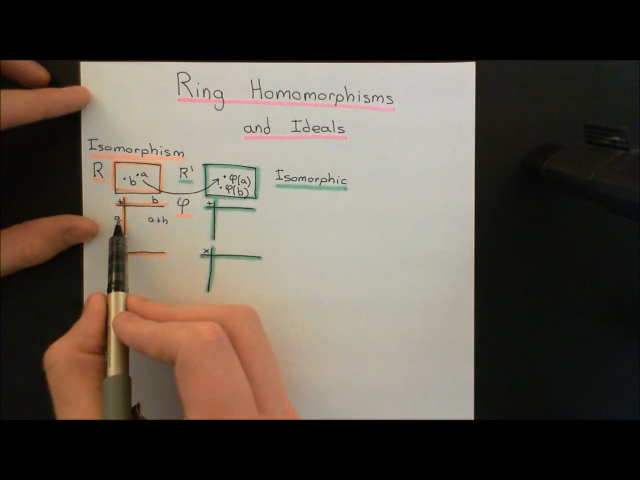 Ring Homomorphisms
and Ideals
Isomorphism
R
a
b
R'
φ(a)
φ(b)
Isomorphic
φ
+ b
a a+b
+
×